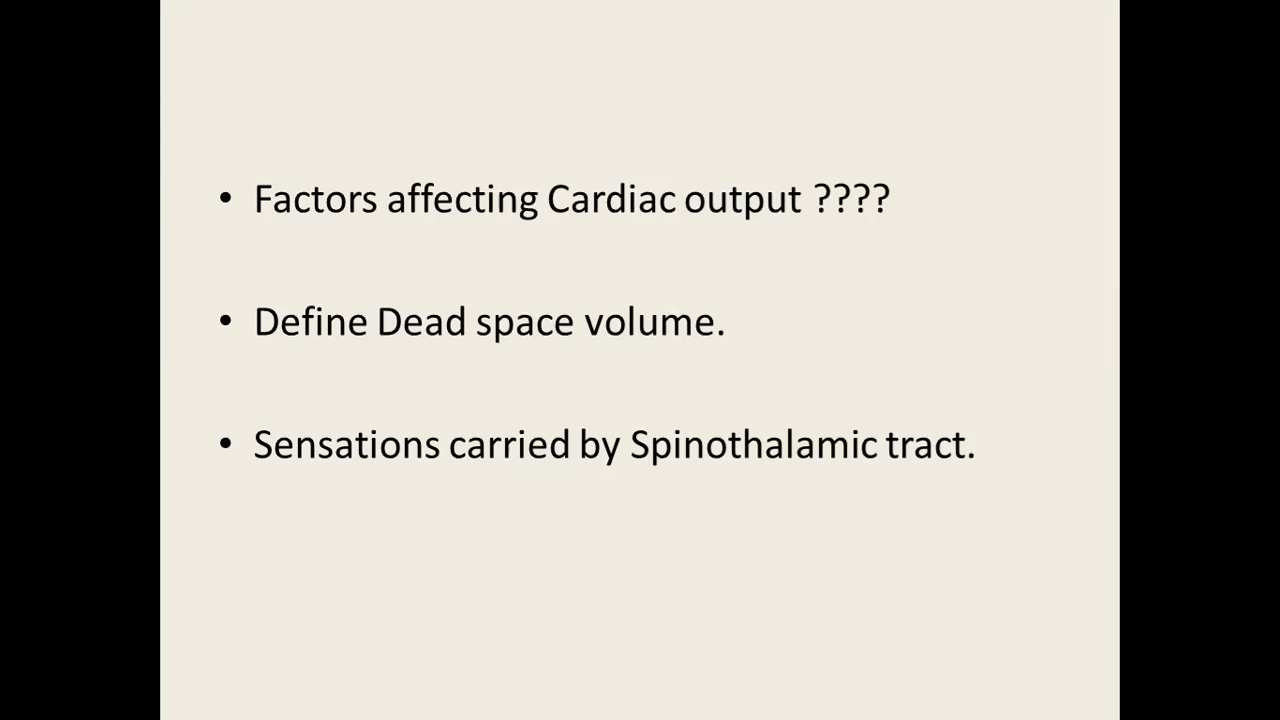 • Factors affecting Cardiac output ????
• Define Dead space volume.
• Sensations carried by Spinothalamic tract.